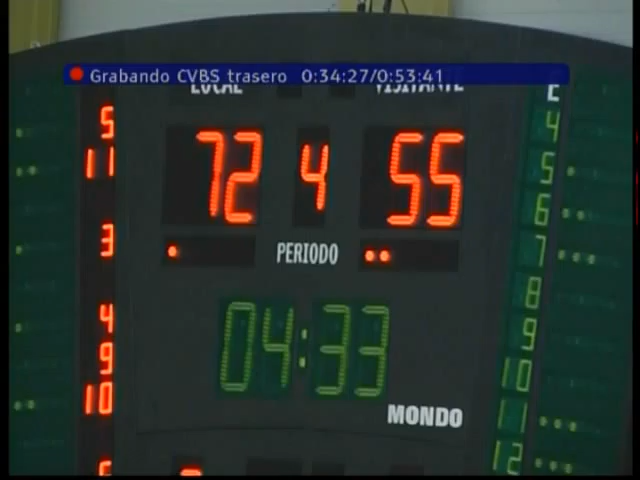 Grabando CVBS trasero 0:34:27/0:53:41
LOCAL VISITANTE
5 4
11 72 4 55 5
6
3 PERIODO 7
8
4 04:33 9
9 10
10 MONDO 11
12